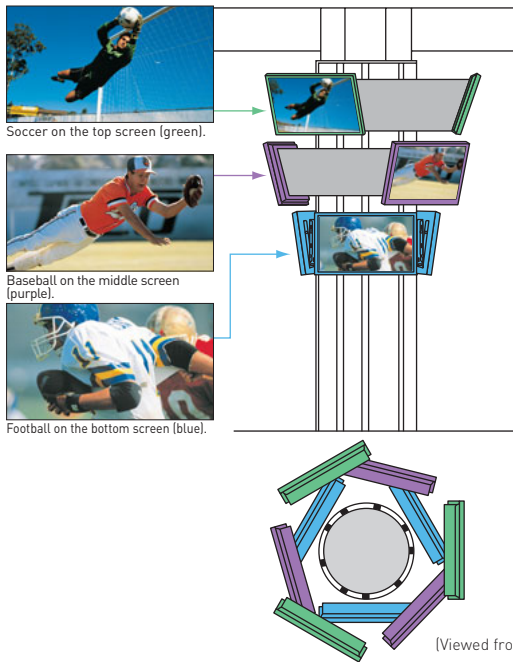 Soccer on the top screen (green).
Baseball on the middle screen
(purple).
Football on the bottom screen (blue).
(Viewed fro